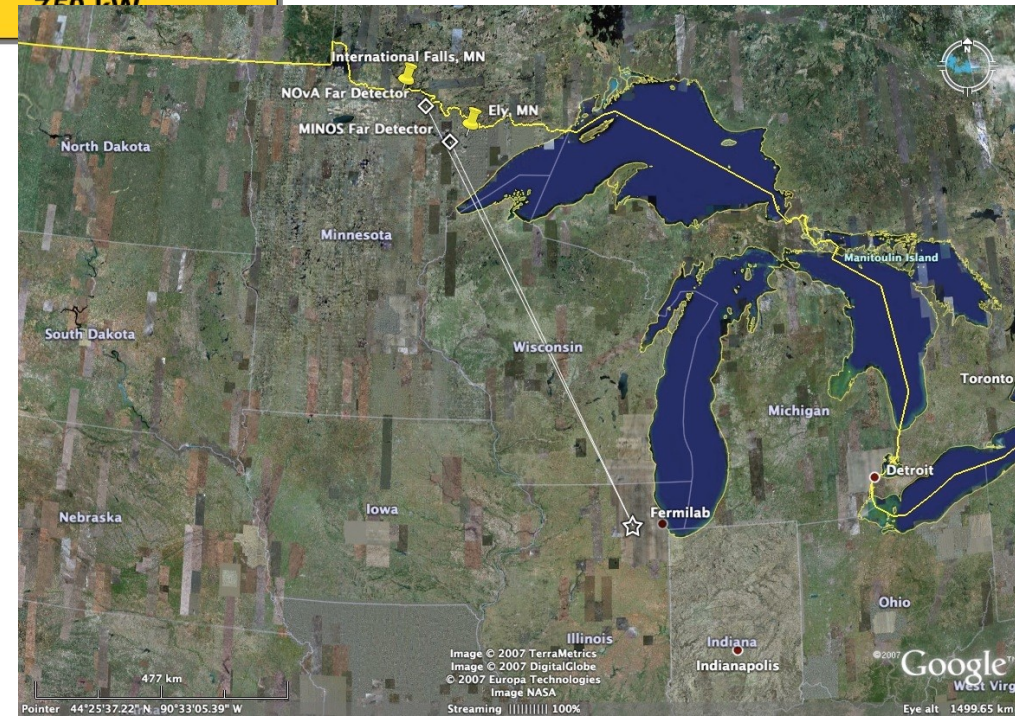 International Falls, MN
NOvA Far Detector
Ely, MN
MINOS Far Detector
North Dakota
Minnesota
Manitoulin Island
South Dakota
Wisconsin
Toronto
Michigan
Detroit
Nebraska
Iowa
Fermilab
Ohio
Illinois
Indiana
Indianapolis
Image © 2007 TerraMetrics
Image © 2007 DigitalGlobe
© 2007 Europa Technologies
Image NASA
©2007 Google™
477 km
Pointer 44°25'37.22" N 90°33'05.39" W
Streaming |||||||||| 100%
Eye alt 1499.65 km
N